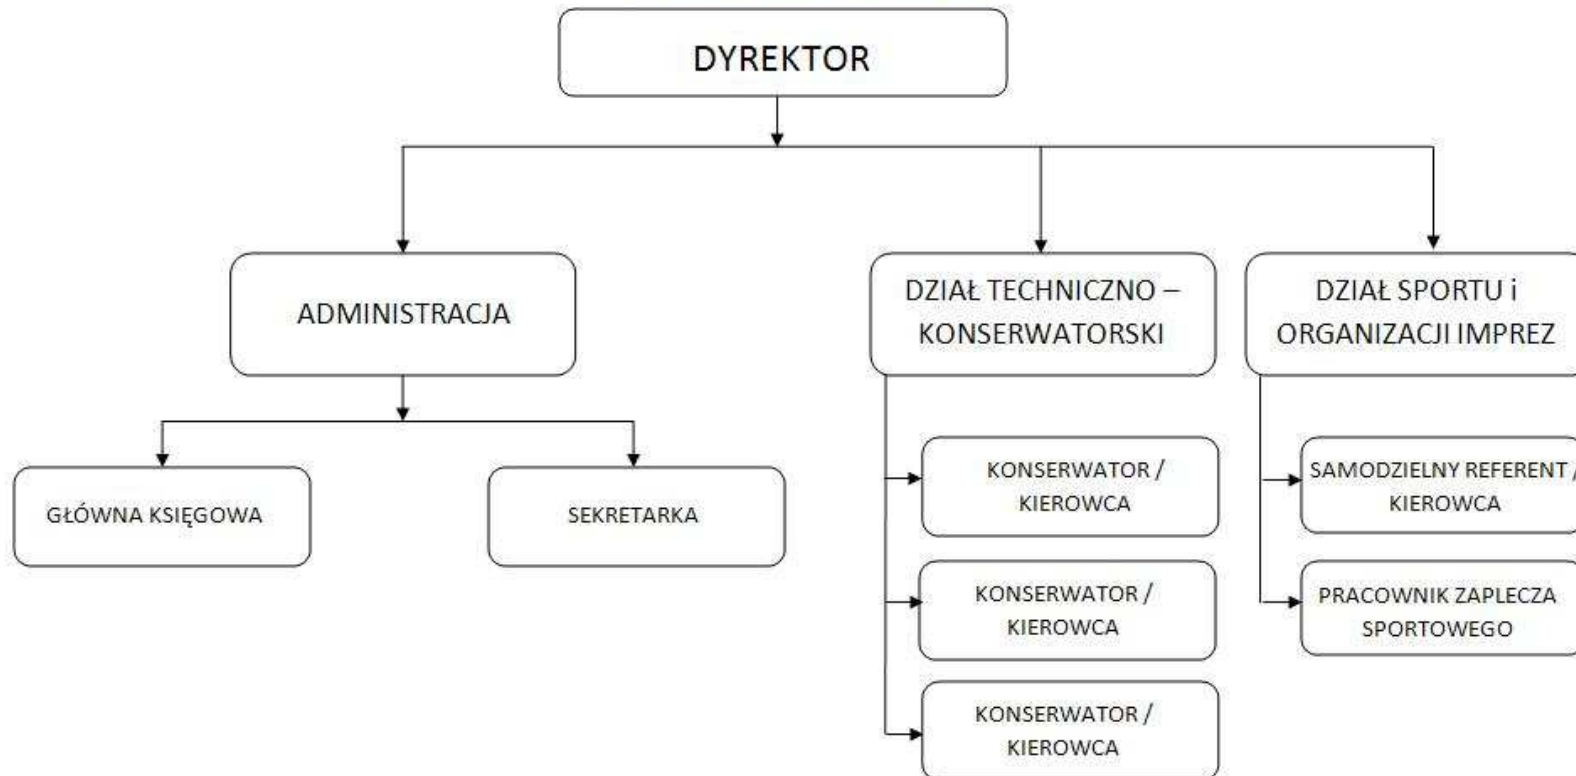 DYREKTOR
ADMINISTRACJA
DZIAŁ TECHNICZNO –
KONSERWATORSKI
DZIAŁ SPORTU i
ORGANIZACJI IMPREZ
GŁÓWNA KSIĘGOWA
SEKRETARKA
KONSERWATOR /
KIEROWCA
KONSERWATOR /
KIEROWCA
KONSERWATOR /
KIEROWCA
SAMODZIELNY REFERENT /
KIEROWCA
PRACOWNIK ZAPLECZA
SPORTOWEGO